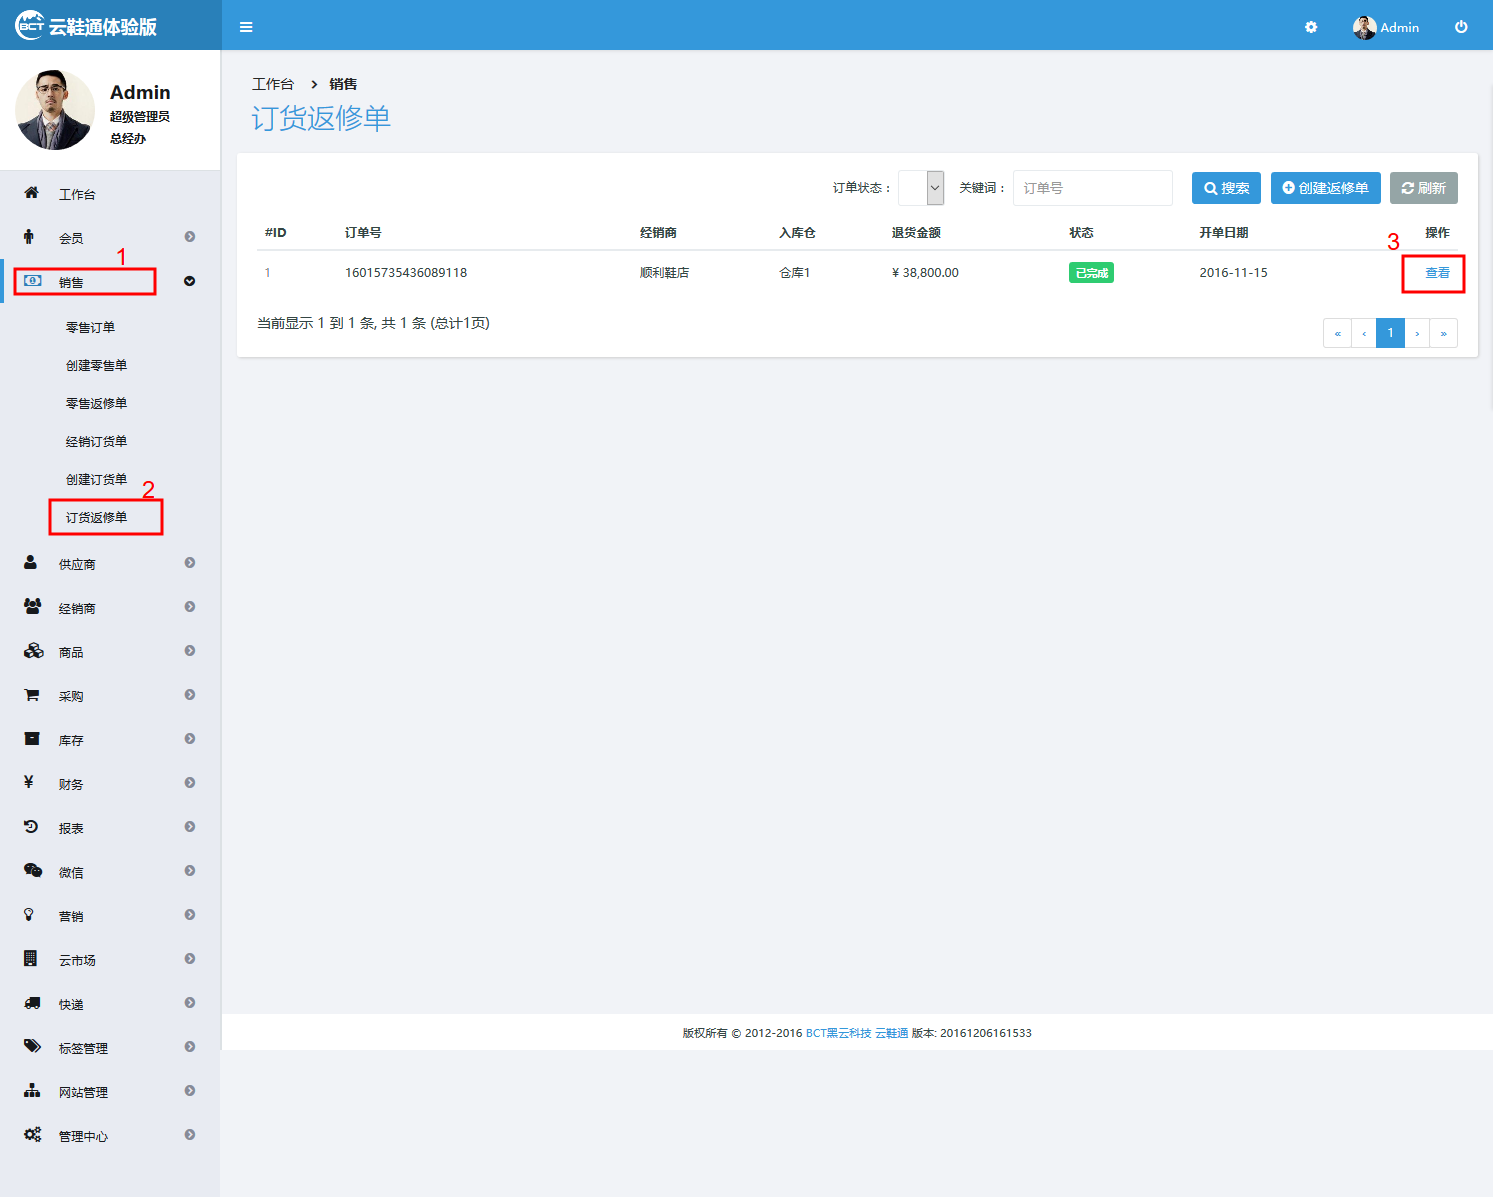 BCT 云鞋通体验版
Admin
Admin
超级管理员
总经办
工作台
会员
1
销售
零售订单
创建零售单
零售返修单
经销订货单
创建订货单
2
订货返修单
供应商
经销商
商品
采购
库存
财务
报表
微信
营销
云市场
快递
标签管理
网站管理
管理中心
工作台 > 销售
订货返修单
订单状态： 关键词： 订单号 搜索 创建返修单 刷新
#ID 订单号 经销商 入库仓 退货金额 状态 开单日期 操作
3
1 16015735436089118 顺利鞋店 仓库1 ¥ 38,800.00 已完成 2016-11-15 查看
当前显示 1 到 1 条, 共 1 条 (总计1页)
« ‹ 1 › »
版权所有 © 2012-2016 BCT黑云科技 云鞋通 版本: 20161206161533